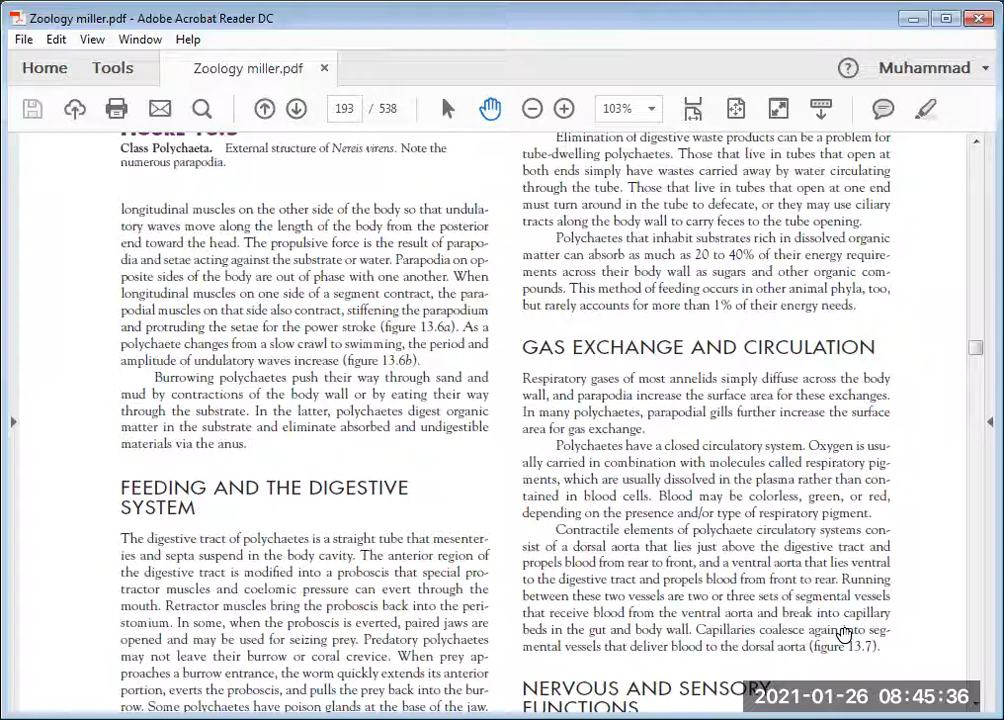 Zoology miller.pdf - Adobe Acrobat Reader DC
File Edit View Window Help
Home Tools Zoology miller.pdf × ? Muhammad
193 / 538 103%
Class Polychaeta. External structure of Nereis virens. Note the
numerous parapodia.
longitudinal muscles on the other side of the body so that undula-
tory waves move along the length of the body from the posterior
end toward the head. The propulsive force is the result of parapo-
dia and setae acting against the substrate or water. Parapodia on op-
posite sides of the body are out of phase with one another. When
longitudinal muscles on one side of a segment contract, the para-
podial muscles on that side also contract, stiffening the parapodium
and protruding the setae for the power stroke (figure 13.6a). As a
polychaete changes from a slow crawl to swimming, the period and
amplitude of undulatory waves increase (figure 13.6b).
Burrowing polychaetes push their way through sand and
mud by contractions of the body wall or by eating their way
through the substrate. In the latter, polychaetes digest organic
matter in the substrate and eliminate absorbed and undigestible
materials via the anus.
FEEDING AND THE DIGESTIVE
SYSTEM
The digestive tract of polychaetes is a straight tube that mesenter-
ies and septa suspend in the body cavity. The anterior region of
the digestive tract is modified into a proboscis that special pro-
tractor muscles and coelomic pressure can evert through the
mouth. Retractor muscles bring the proboscis back into the peri-
stomium. In some, when the proboscis is everted, paired jaws are
opened and may be used for seizing prey. Predatory polychaetes
may not leave their burrow or coral crevice. When prey ap-
proaches a burrow entrance, the worm quickly extends its anterior
portion, everts the proboscis, and pulls the prey back into the bur-
row. Some polychaetes have poison glands at the base of the jaw.
Elimination of digestive waste products can be a problem for
tube-dwelling polychaetes. Those that live in tubes that open at
both ends simply have wastes carried away by water circulating
through the tube. Those that live in tubes that open at one end
must turn around in the tube to defecate, or they may use ciliary
tracts along the body wall to carry feces to the tube opening.
Polychaetes that inhabit substrates rich in dissolved organic
matter can absorb as much as 20 to 40% of their energy require-
ments across their body wall as sugars and other organic com-
pounds. This method of feeding occurs in other animal phyla, too,
but rarely accounts for more than 1% of their energy needs.
GAS EXCHANGE AND CIRCULATION
Respiratory gases of most annelids simply diffuse across the body
wall, and parapodia increase the surface area for these exchanges.
In many polychaetes, parapodial gills further increase the surface
area for gas exchange.
Polychaetes have a closed circulatory system. Oxygen is usu-
ally carried in combination with molecules called respiratory pig-
ments, which are usually dissolved in the plasma rather than con-
tained in blood cells. Blood may be colorless, green, or red,
depending on the presence and/or type of respiratory pigment.
Contractile elements of polychaete circulatory systems con-
sist of a dorsal aorta that lies just above the digestive tract and
propels blood from rear to front, and a ventral aorta that lies ventral
to the digestive tract and propels blood from front to rear. Running
between these two vessels are two or three sets of segmental vessels
that receive blood from the ventral aorta and break into capillary
beds in the gut and body wall. Capillaries coalesce again into seg-
mental vessels that deliver blood to the dorsal aorta (figure 13.7).
NERVOUS AND SENSORY
FUNCTIONS
2021-01-26 08:45:36